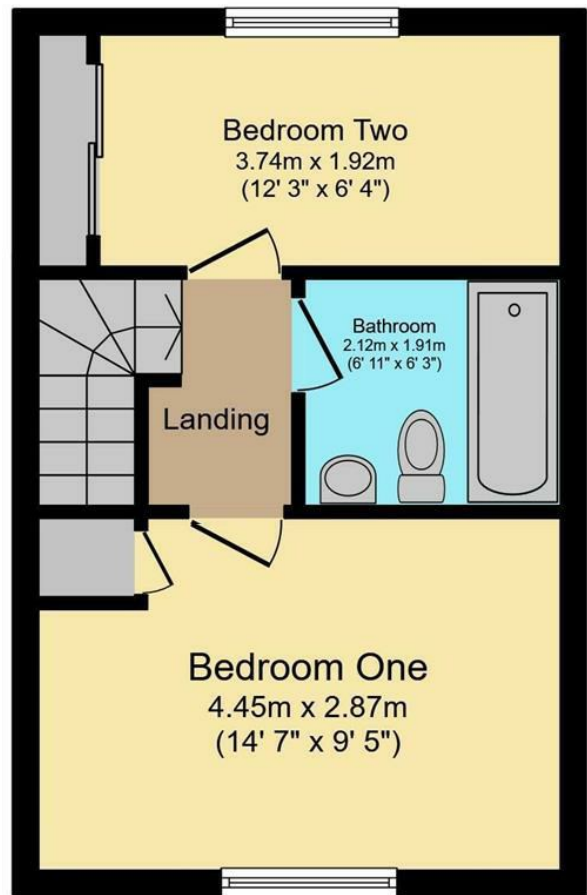 Bedroom Two
3.74m x 1.92m
(12' 3" x 6' 4")
Bathroom
2.12m x 1.91m
(6' 11" x 6' 3")
Landing
Bedroom One
4.45m x 2.87m
(14' 7" x 9' 5")